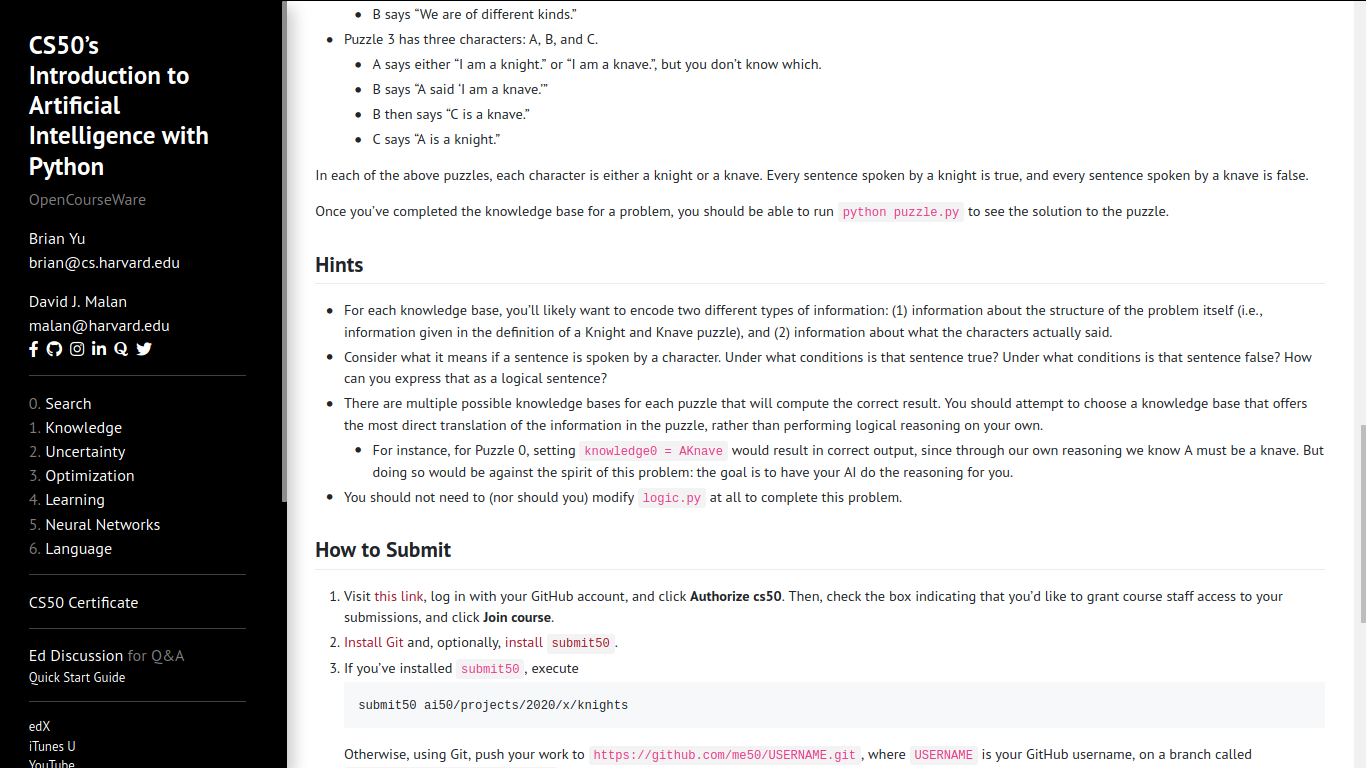 CS50’s
Introduction to
Artificial
Intelligence with
Python
OpenCourseWare
Brian Yu
brian@cs.harvard.edu
David J. Malan
malan@harvard.edu
0. Search
1. Knowledge
2. Uncertainty
3. Optimization
4. Learning
5. Neural Networks
6. Language
CS50 Certificate
Ed Discussion for Q&A
Quick Start Guide
edX
iTunes U
YouTube
• B says “We are of different kinds.”
• Puzzle 3 has three characters: A, B, and C.
• A says either “I am a knight.” or “I am a knave.”, but you don’t know which.
• B says “A said ‘I am a knave.’”
• B then says “C is a knave.”
• C says “A is a knight.”
In each of the above puzzles, each character is either a knight or a knave. Every sentence spoken by a knight is true, and every sentence spoken by a knave is false.
Once you’ve completed the knowledge base for a problem, you should be able to run python puzzle.py to see the solution to the puzzle.
Hints
• For each knowledge base, you’ll likely want to encode two different types of information: (1) information about the structure of the problem itself (i.e.,
information given in the definition of a Knight and Knave puzzle), and (2) information about what the characters actually said.
• Consider what it means if a sentence is spoken by a character. Under what conditions is that sentence true? Under what conditions is that sentence false? How
can you express that as a logical sentence?
• There are multiple possible knowledge bases for each puzzle that will compute the correct result. You should attempt to choose a knowledge base that offers
the most direct translation of the information in the puzzle, rather than performing logical reasoning on your own.
• For instance, for Puzzle 0, setting knowledge0 = AKnave would result in correct output, since through our own reasoning we know A must be a knave. But
doing so would be against the spirit of this problem: the goal is to have your AI do the reasoning for you.
• You should not need to (nor should you) modify logic.py at all to complete this problem.
How to Submit
1. Visit this link, log in with your GitHub account, and click Authorize cs50. Then, check the box indicating that you’d like to grant course staff access to your
submissions, and click Join course.
2. Install Git and, optionally, install submit50 .
3. If you’ve installed submit50 , execute
submit50 ai50/projects/2020/x/knights
Otherwise, using Git, push your work to https://github.com/me50/USERNAME.git , where USERNAME is your GitHub username, on a branch called